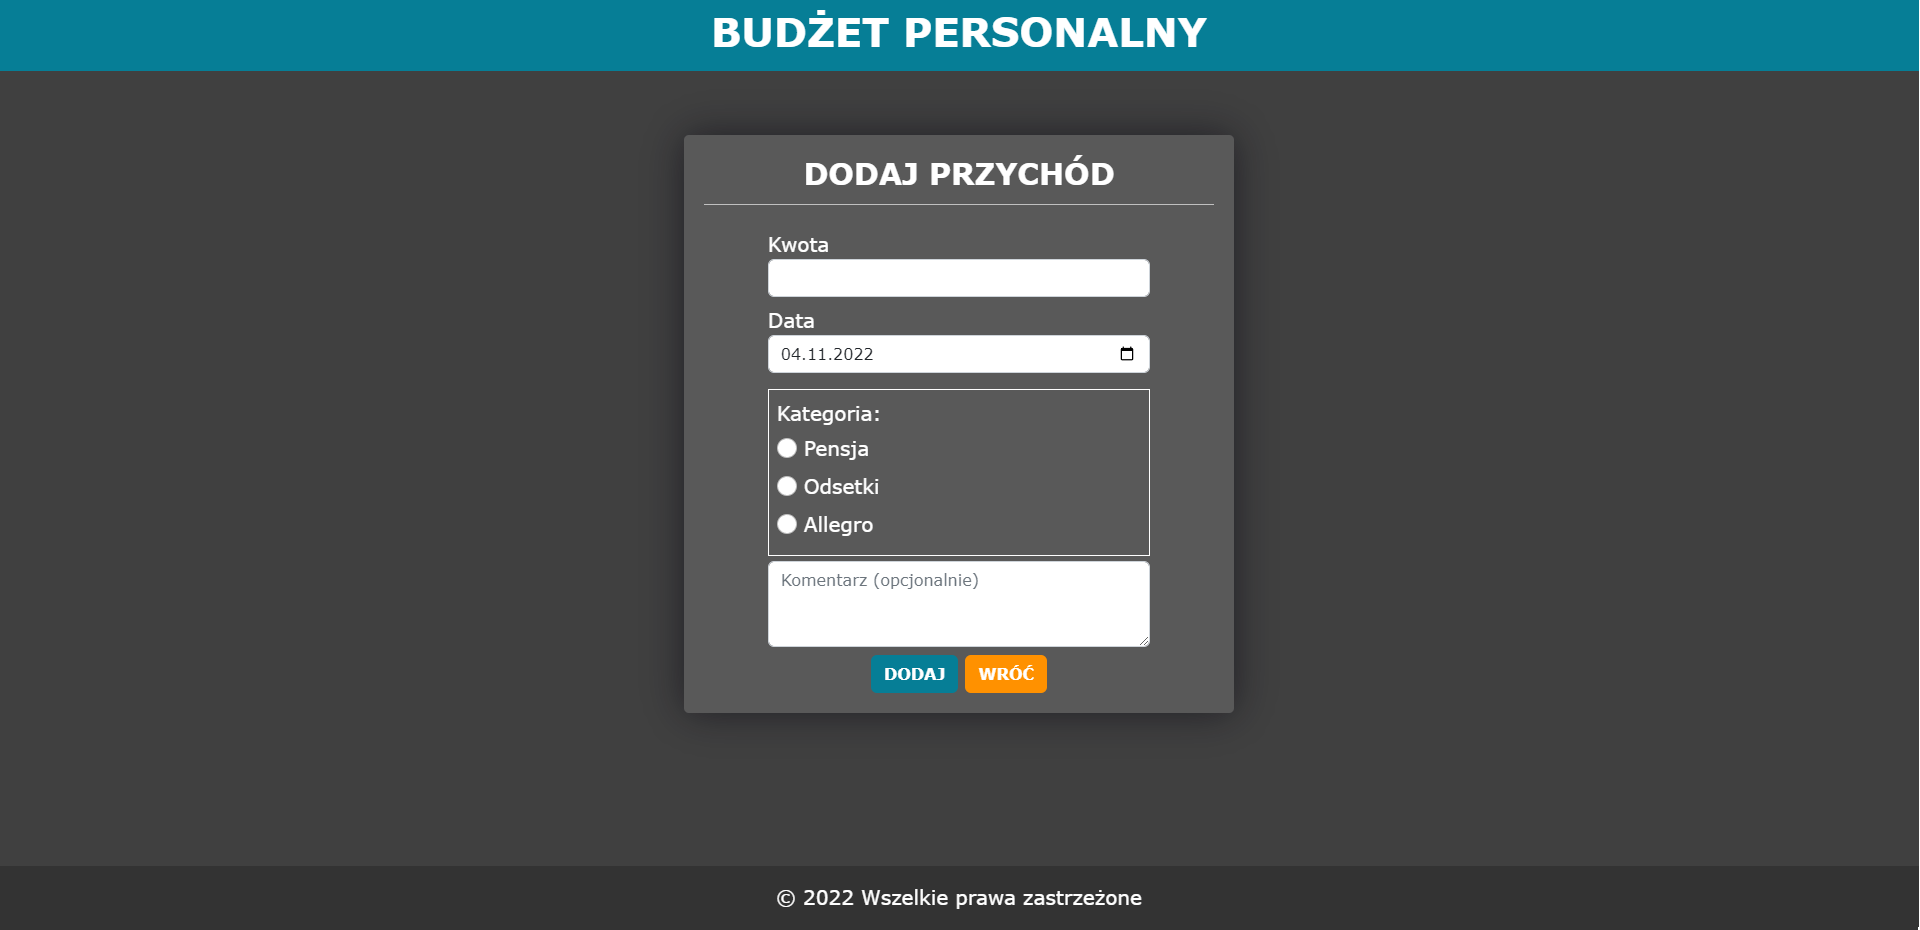 BUDŻET PERSONALNY
DODAJ PRZYCHÓD
Kwota
Data
04.11.2022
Kategoria:
Pensja
Odsetki
Allegro
Komentarz (opcjonalnie)
DODAJ WRÓĆ
© 2022 Wszelkie prawa zastrzeżone